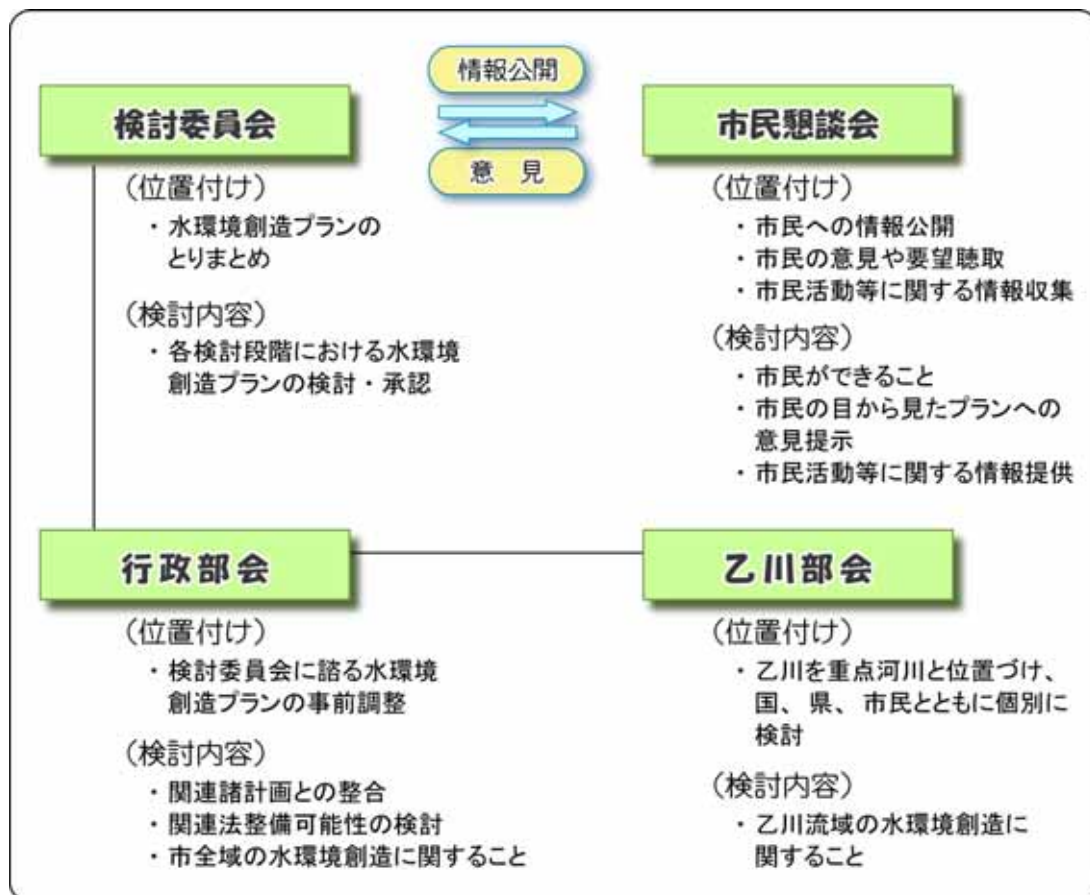 検討委員会
(位置付け)
・水環境創造プランの
とりまとめ
(検討内容)
・各検討段階における水環境
創造プランの検討・承認
情報公開
意 見
市民懇談会
(位置付け)
・市民への情報公開
・市民の意見や要望聴取
・市民活動等に関する情報収集
(検討内容)
・市民ができること
・市民の目から見たプランへの
意見提示
・市民活動等に関する情報提供
行政部会
(位置付け)
・検討委員会に諮る水環境
創造プランの事前調整
(検討内容)
・関連諸計画との整合
・関連法整備可能性の検討
・市全域の水環境創造に関すること
乙川部会
(位置付け)
・乙川を重点河川と位置づけ、
国、県、市民とともに個別に
検討
(検討内容)
・乙川流域の水環境創造に
関すること